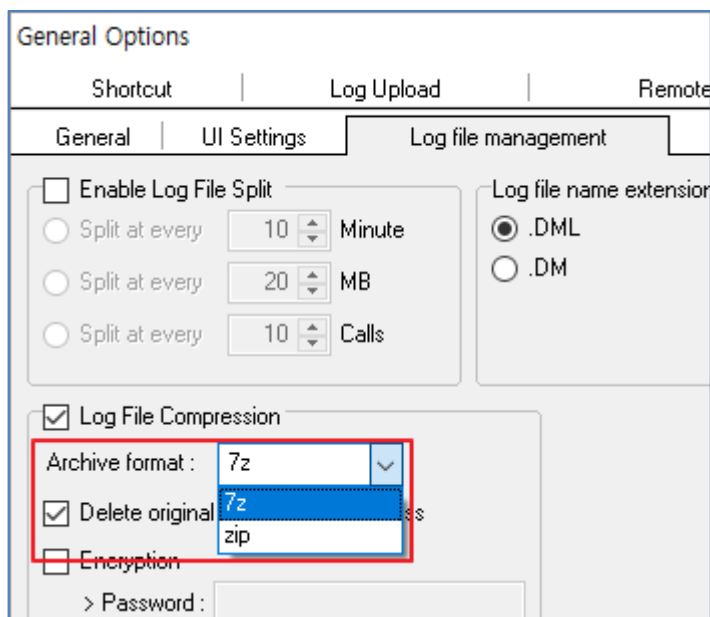 General Options
Shortcut Log Upload Remote
General UI Settings Log file management
Enable Log File Split
Split at every 10 Minute
Split at every 20 MB
Split at every 10 Calls
Log file name extension
.DML
.DM
Log File Compression
Archive format : 7z
7z
zip
Delete original
Encryption
> Password :